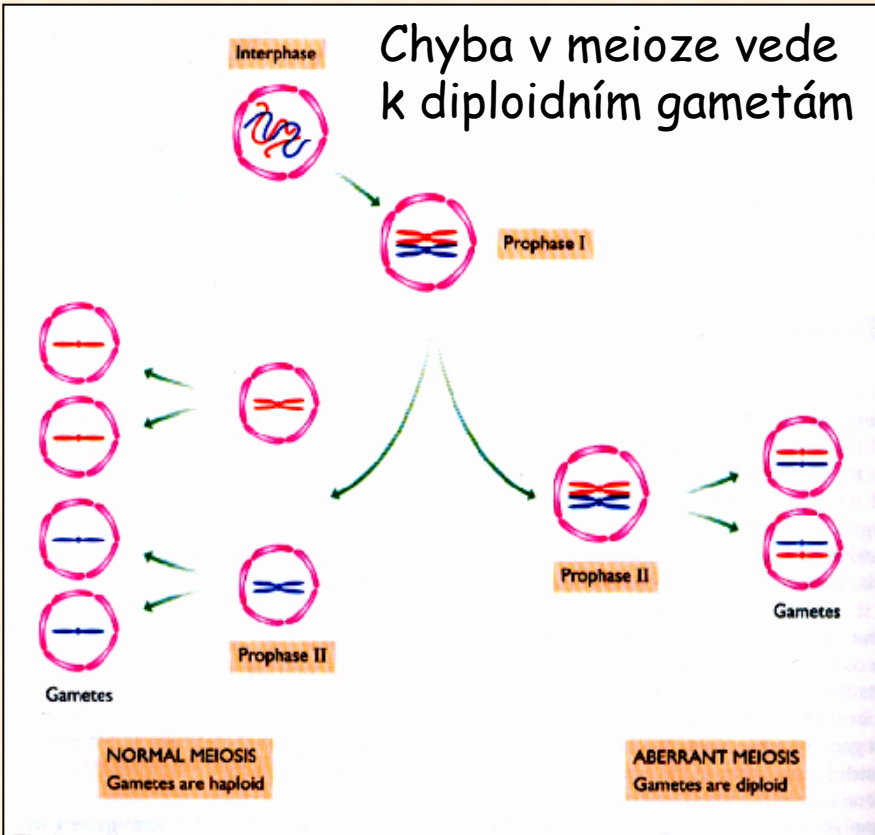 Chyba v meioze vede
k diploidním gametám
Interphase
Prophase I
Prophase II
Gametes
NORMAL MEIOSIS
Gametes are haploid
Prophase II
Gametes
ABERRANT MEIOSIS
Gametes are diploid